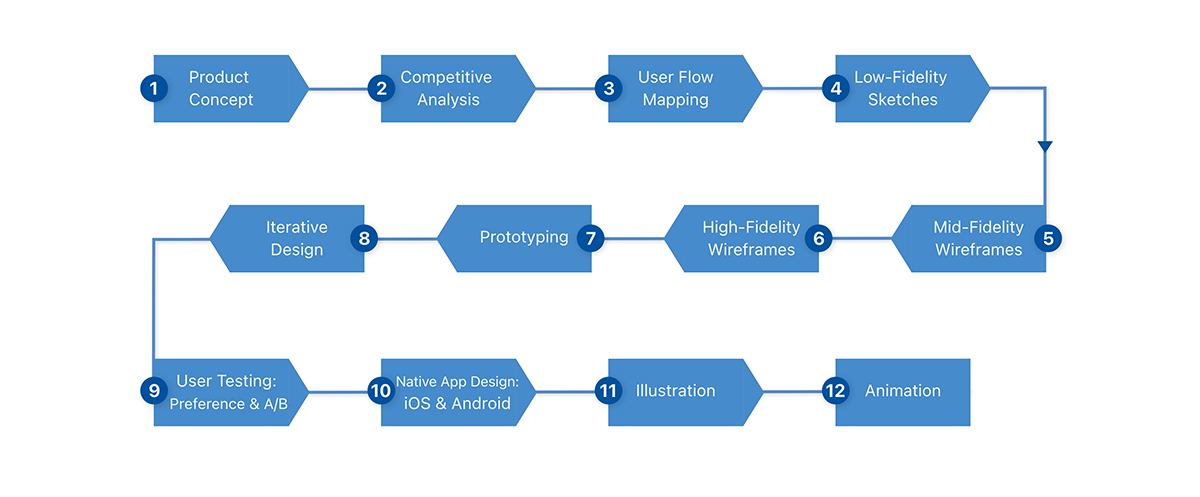 1
Product
Concept
2
Competitive
Analysis
3
User Flow
Mapping
4
Low-Fidelity
Sketches
5
Mid-Fidelity
Wireframes
6
High-Fidelity
Wireframes
7
Prototyping
8
Iterative
Design
9
User Testing:
Preference & A/B
10
Native App Design:
iOS & Android
11
Illustration
12
Animation